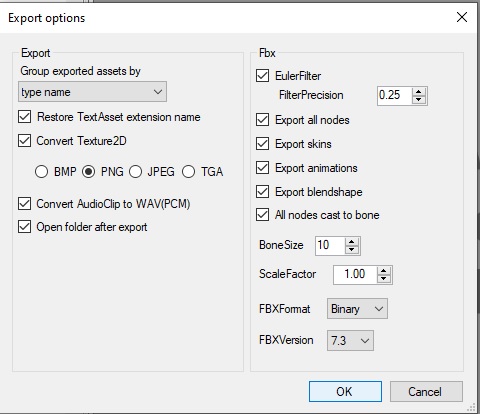 Export options
Export
Group exported assets by
type name
Restore TextAsset extension name
Convert Texture2D
BMP PNG JPEG TGA
Convert AudioClip to WAV(PCM)
Open folder after export
Fbx
EulerFilter
FilterPrecision 0.25
Export all nodes
Export skins
Export animations
Export blendshape
All nodes cast to bone
BoneSize 10
ScaleFactor 1.00
FBXFormat Binary
FBXVersion 7.3
OK Cancel